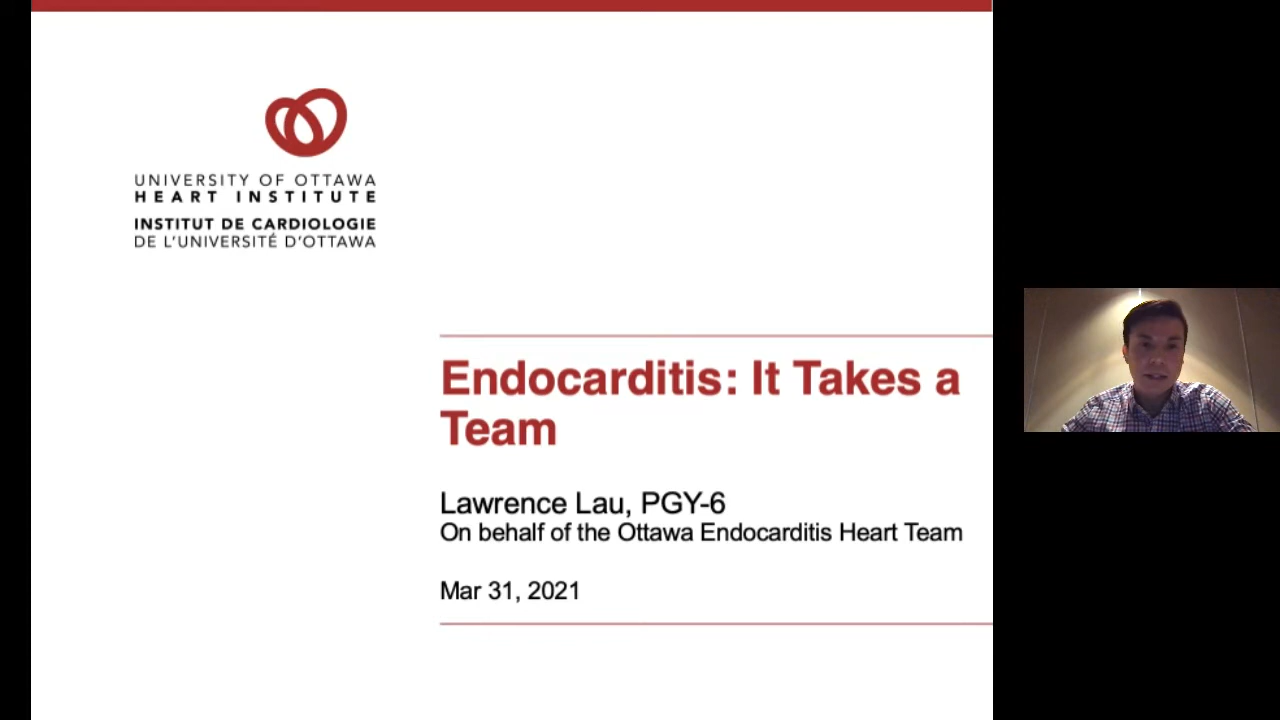 UNIVERSITY OF OTTAWA
HEART INSTITUTE
INSTITUT DE CARDIOLOGIE
DE L'UNIVERSITÉ D'OTTAWA
Endocarditis: It Takes a
Team
Lawrence Lau, PGY-6
On behalf of the Ottawa Endocarditis Heart Team
Mar 31, 2021